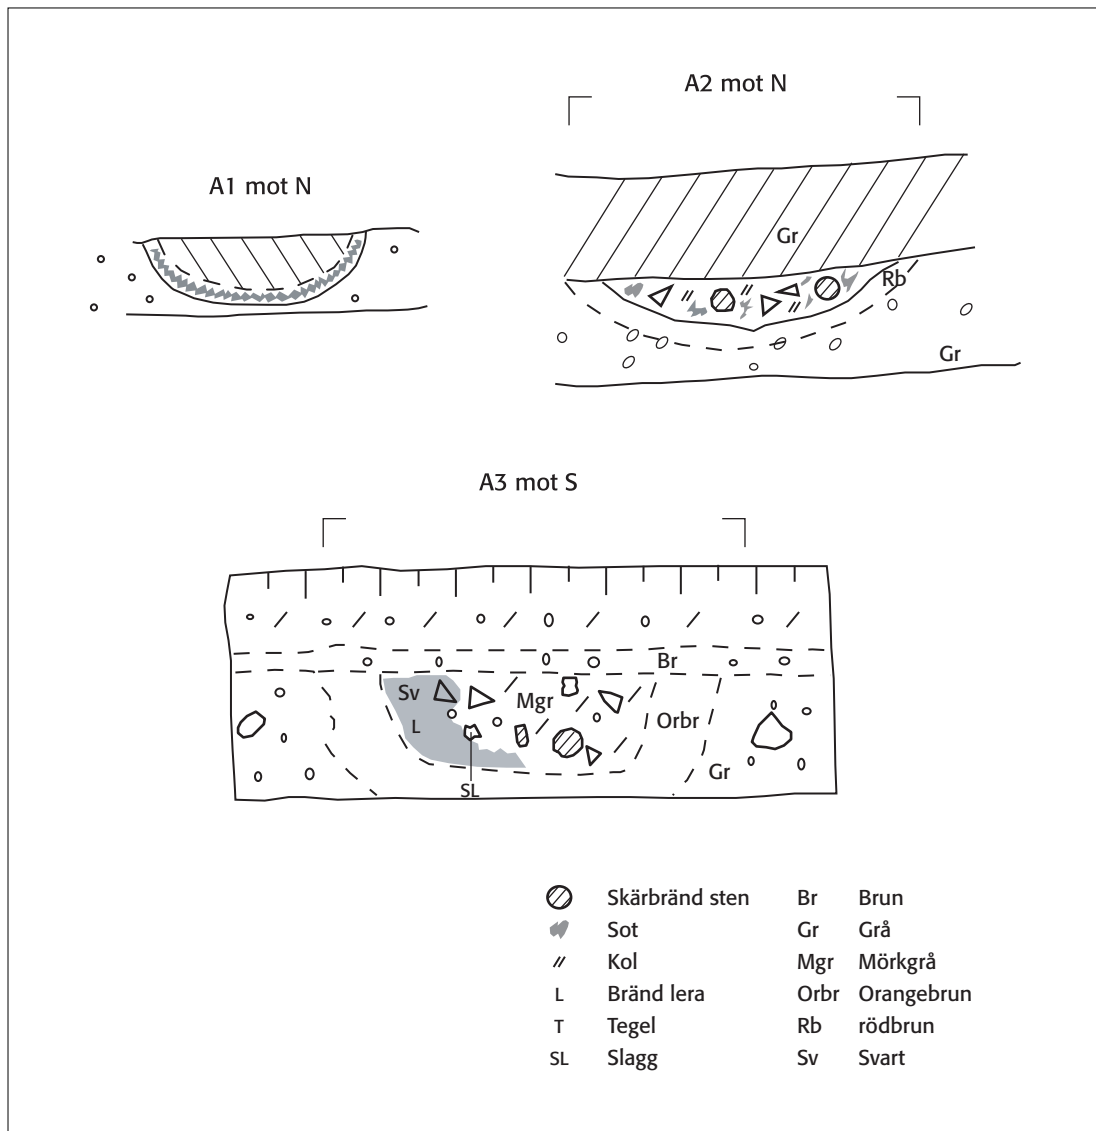 A2 mot N
A1 mot N
Gr
Rb
Gr
A3 mot S
Br
Sv
Mgr
L
Orbr
Gr
SL
Skärbränd sten Br Brun
Sot Gr Grå
// Kol Mgr Mörkgrå
L Bränd lera Orbr Orangebrun
T Tegel Rb rödbrun
SL Slagg Sv Svart